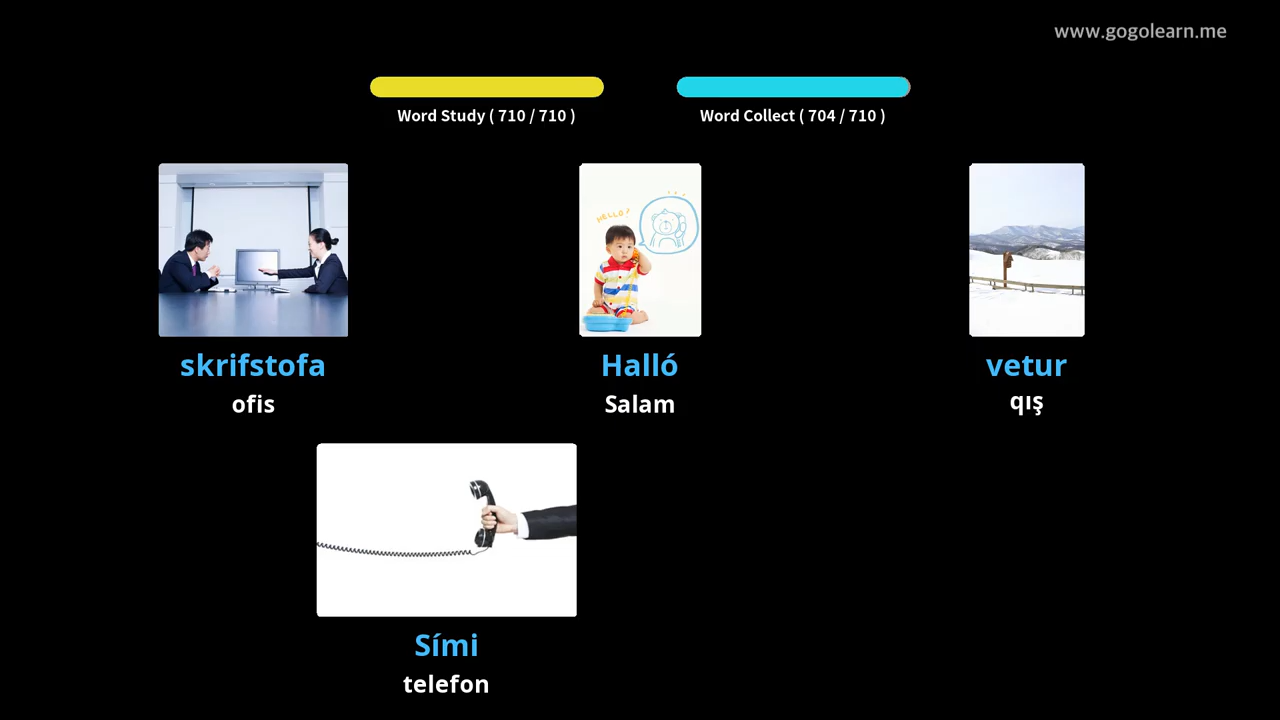 www.gogolearn.me
Word Study ( 710 / 710 )
Word Collect ( 704 / 710 )
HELLO?
skrifstofa
Halló
vetur
ofis
Salam
qış
Sími
telefon